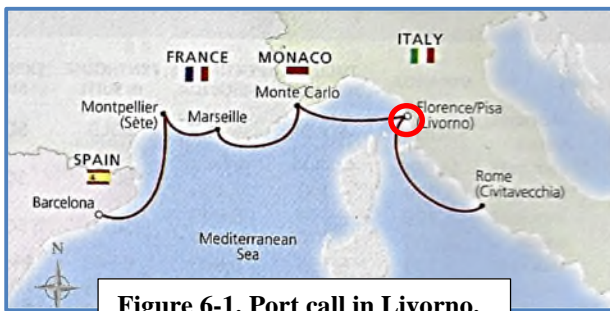 ITALY
FRANCE
MONACO
Monte Carlo
Montpellier
(Sète)
Marseille
Florence/Pisa
(Livorno)
SPAIN
Barcelona
Rome
(Civitavecchia)
Mediterranean
Sea
N
Figure 6-1. Port call in Livorno.